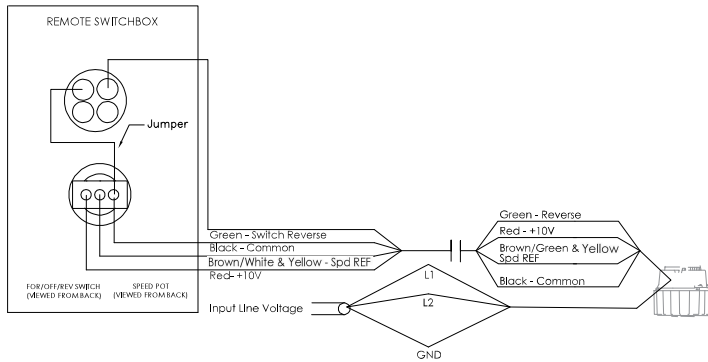 REMOTE SWITCHBOX
Jumper
Green - Switch Reverse
Black - Common
Brown/White & Yellow - Spd REF
Red- +10V
FOR/OFF/REV SWITCH
(VIEWED FROM BACK)
SPEED POT
(VIEWED FROM BACK)
Input Line Voltage
L1
L2
GND
Green - Reverse
Red - +10V
Brown/Green & Yellow
Spd REF
Black - Common